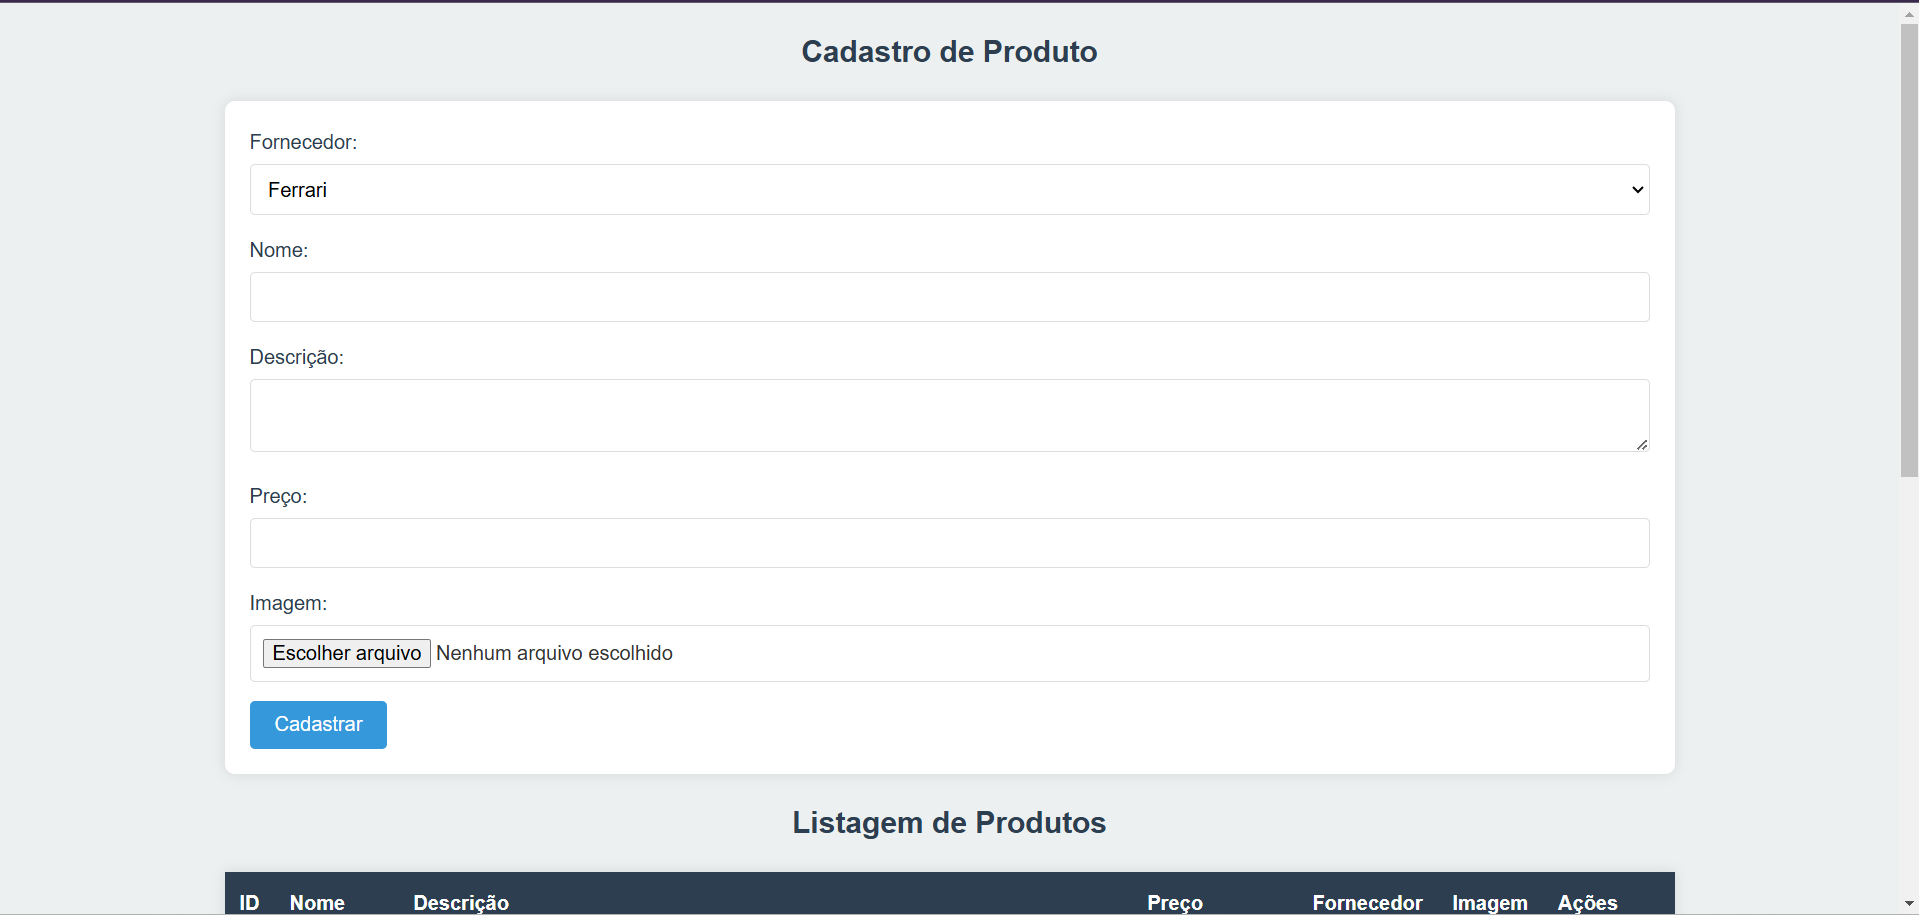 Cadastro de Produto
Fornecedor:
Ferrari
Nome:
Descrição:
Preço:
Imagem:
Escolher arquivo Nenhum arquivo escolhido
Cadastrar
Listagem de Produtos
ID Nome Descrição Preço Fornecedor Imagem Ações